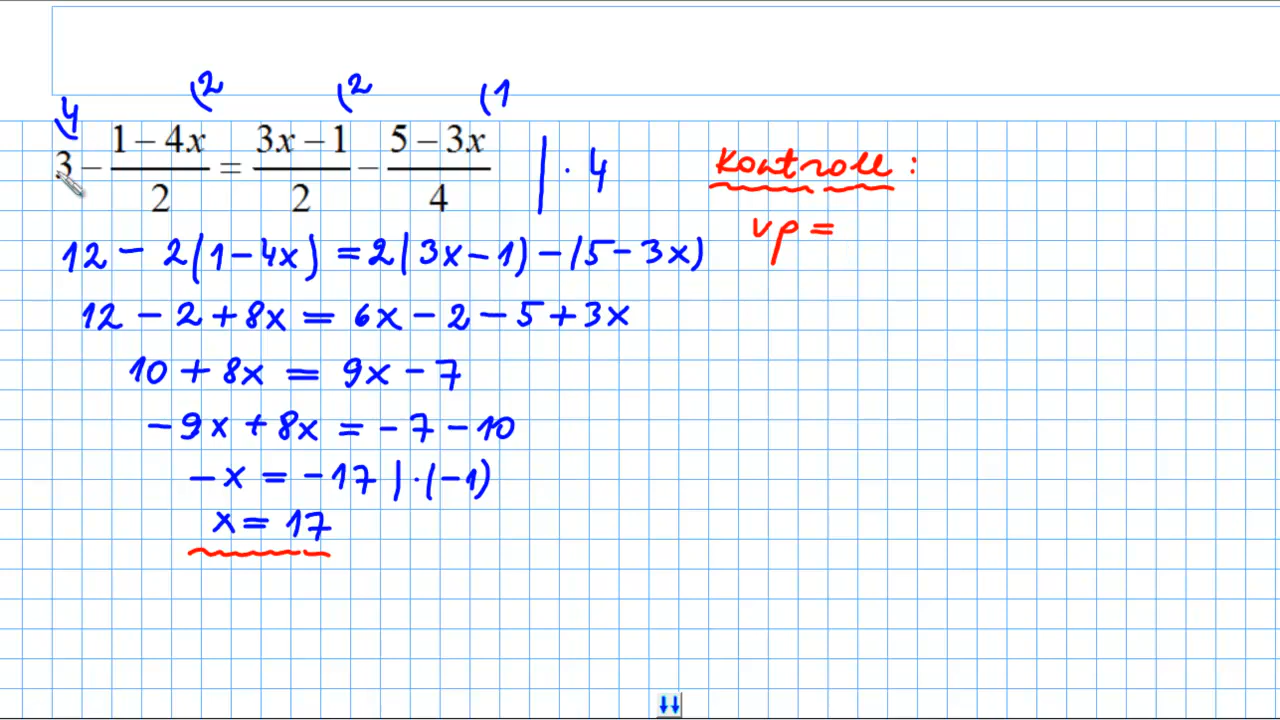 4 (2 (2 (1
3 − (1 − 4x)/2 = (3x − 1)/2 − (5 − 3x)/4 | · 4
12 − 2(1 − 4x) = 2(3x − 1) − (5 − 3x)
12 − 2 + 8x = 6x − 2 − 5 + 3x
10 + 8x = 9x − 7
−9x + 8x = −7 − 10
−x = −17 | · (−1)
x = 17
Kontroll:
vp =